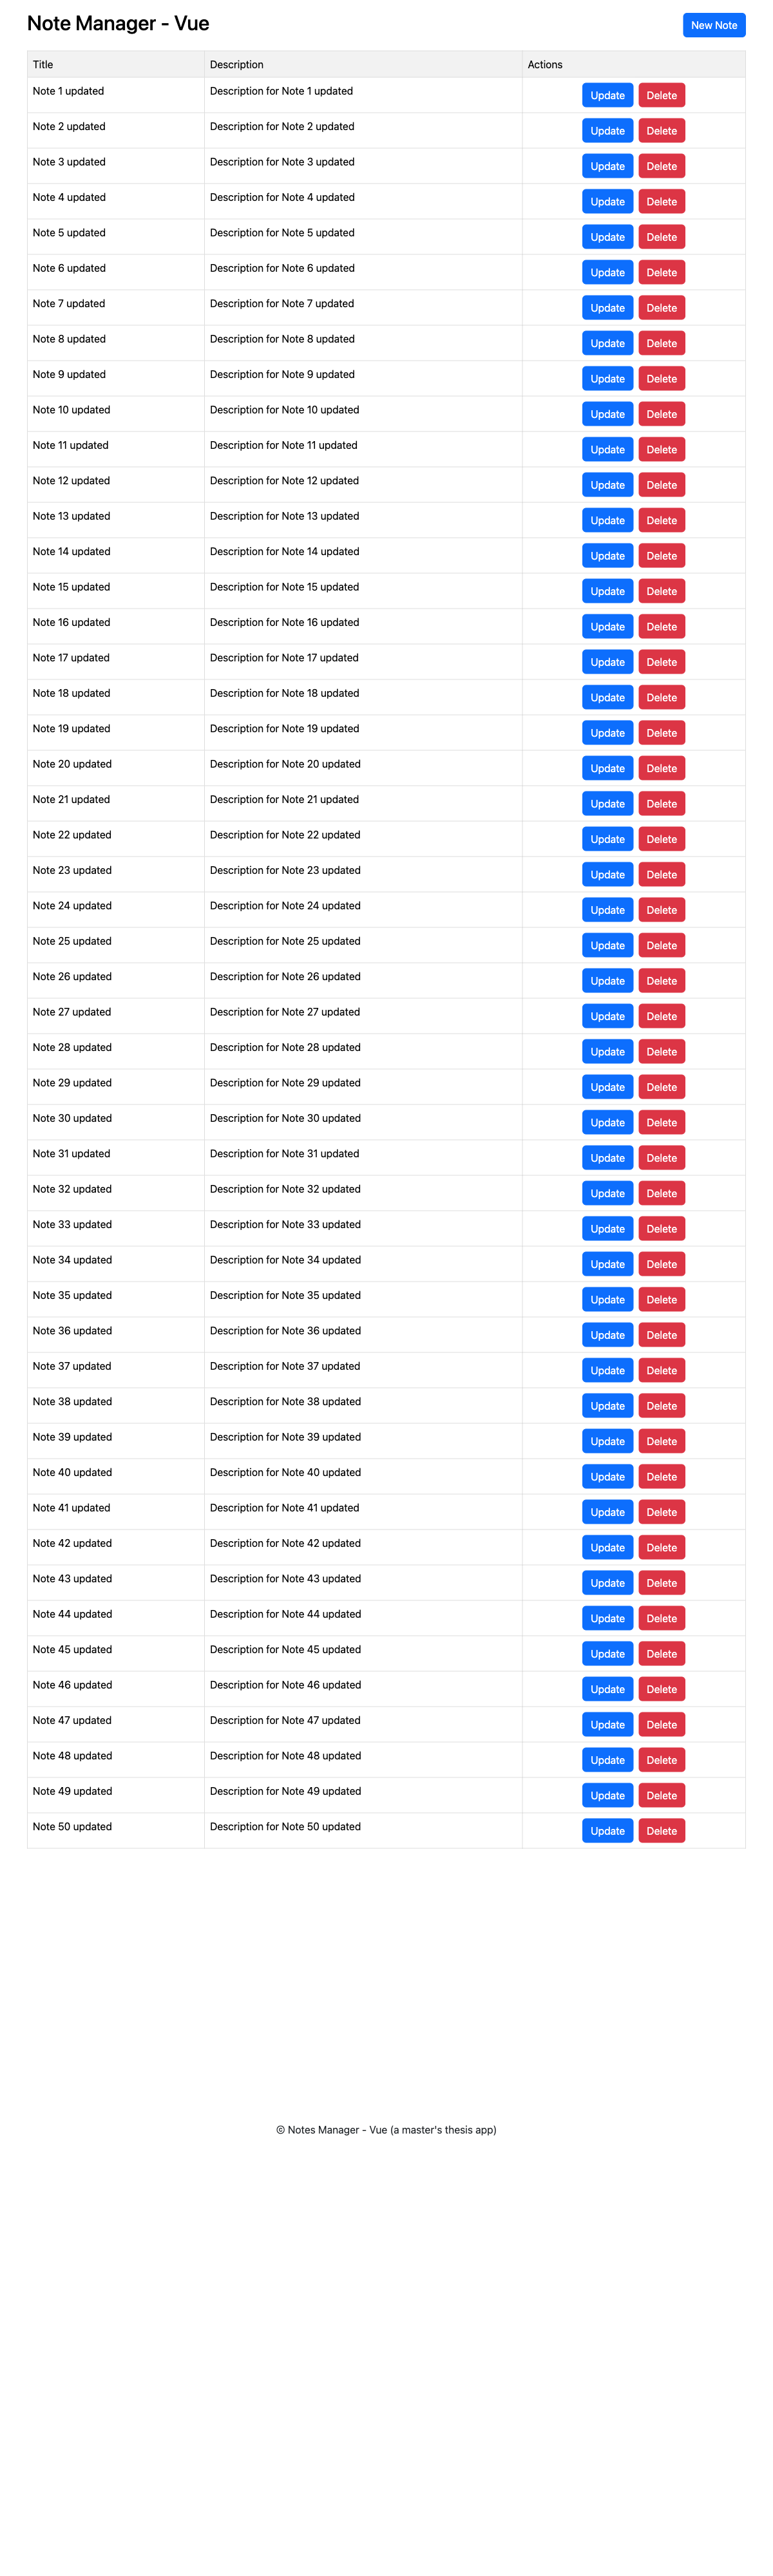 Note Manager - Vue New Note
Title Description Actions
Note 1 updated Description for Note 1 updated Update Delete
Note 2 updated Description for Note 2 updated Update Delete
Note 3 updated Description for Note 3 updated Update Delete
Note 4 updated Description for Note 4 updated Update Delete
Note 5 updated Description for Note 5 updated Update Delete
Note 6 updated Description for Note 6 updated Update Delete
Note 7 updated Description for Note 7 updated Update Delete
Note 8 updated Description for Note 8 updated Update Delete
Note 9 updated Description for Note 9 updated Update Delete
Note 10 updated Description for Note 10 updated Update Delete
Note 11 updated Description for Note 11 updated Update Delete
Note 12 updated Description for Note 12 updated Update Delete
Note 13 updated Description for Note 13 updated Update Delete
Note 14 updated Description for Note 14 updated Update Delete
Note 15 updated Description for Note 15 updated Update Delete
Note 16 updated Description for Note 16 updated Update Delete
Note 17 updated Description for Note 17 updated Update Delete
Note 18 updated Description for Note 18 updated Update Delete
Note 19 updated Description for Note 19 updated Update Delete
Note 20 updated Description for Note 20 updated Update Delete
Note 21 updated Description for Note 21 updated Update Delete
Note 22 updated Description for Note 22 updated Update Delete
Note 23 updated Description for Note 23 updated Update Delete
Note 24 updated Description for Note 24 updated Update Delete
Note 25 updated Description for Note 25 updated Update Delete
Note 26 updated Description for Note 26 updated Update Delete
Note 27 updated Description for Note 27 updated Update Delete
Note 28 updated Description for Note 28 updated Update Delete
Note 29 updated Description for Note 29 updated Update Delete
Note 30 updated Description for Note 30 updated Update Delete
Note 31 updated Description for Note 31 updated Update Delete
Note 32 updated Description for Note 32 updated Update Delete
Note 33 updated Description for Note 33 updated Update Delete
Note 34 updated Description for Note 34 updated Update Delete
Note 35 updated Description for Note 35 updated Update Delete
Note 36 updated Description for Note 36 updated Update Delete
Note 37 updated Description for Note 37 updated Update Delete
Note 38 updated Description for Note 38 updated Update Delete
Note 39 updated Description for Note 39 updated Update Delete
Note 40 updated Description for Note 40 updated Update Delete
Note 41 updated Description for Note 41 updated Update Delete
Note 42 updated Description for Note 42 updated Update Delete
Note 43 updated Description for Note 43 updated Update Delete
Note 44 updated Description for Note 44 updated Update Delete
Note 45 updated Description for Note 45 updated Update Delete
Note 46 updated Description for Note 46 updated Update Delete
Note 47 updated Description for Note 47 updated Update Delete
Note 48 updated Description for Note 48 updated Update Delete
Note 49 updated Description for Note 49 updated Update Delete
Note 50 updated Description for Note 50 updated Update Delete
© Notes Manager - Vue (a master's thesis app)